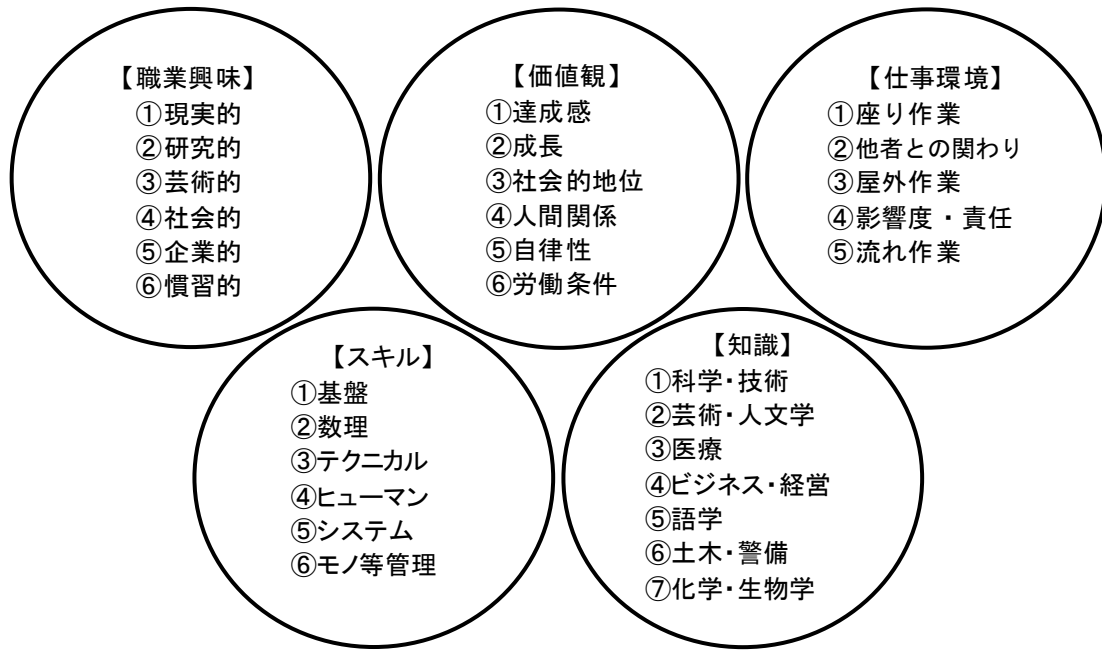 【職業興味】
①現実的
②研究的
③芸術的
④社会的
⑤企業的
⑥慣習的
【価値観】
①達成感
②成長
③社会的地位
④人間関係
⑤自律性
⑥労働条件
【仕事環境】
①座り作業
②他者との関わり
③屋外作業
④影響度・責任
⑤流れ作業
【スキル】
①基盤
②数理
③テクニカル
④ヒューマン
⑤システム
⑥モノ等管理
【知識】
①科学・技術
②芸術・人文学
③医療
④ビジネス・経営
⑤語学
⑥土木・警備
⑦化学・生物学